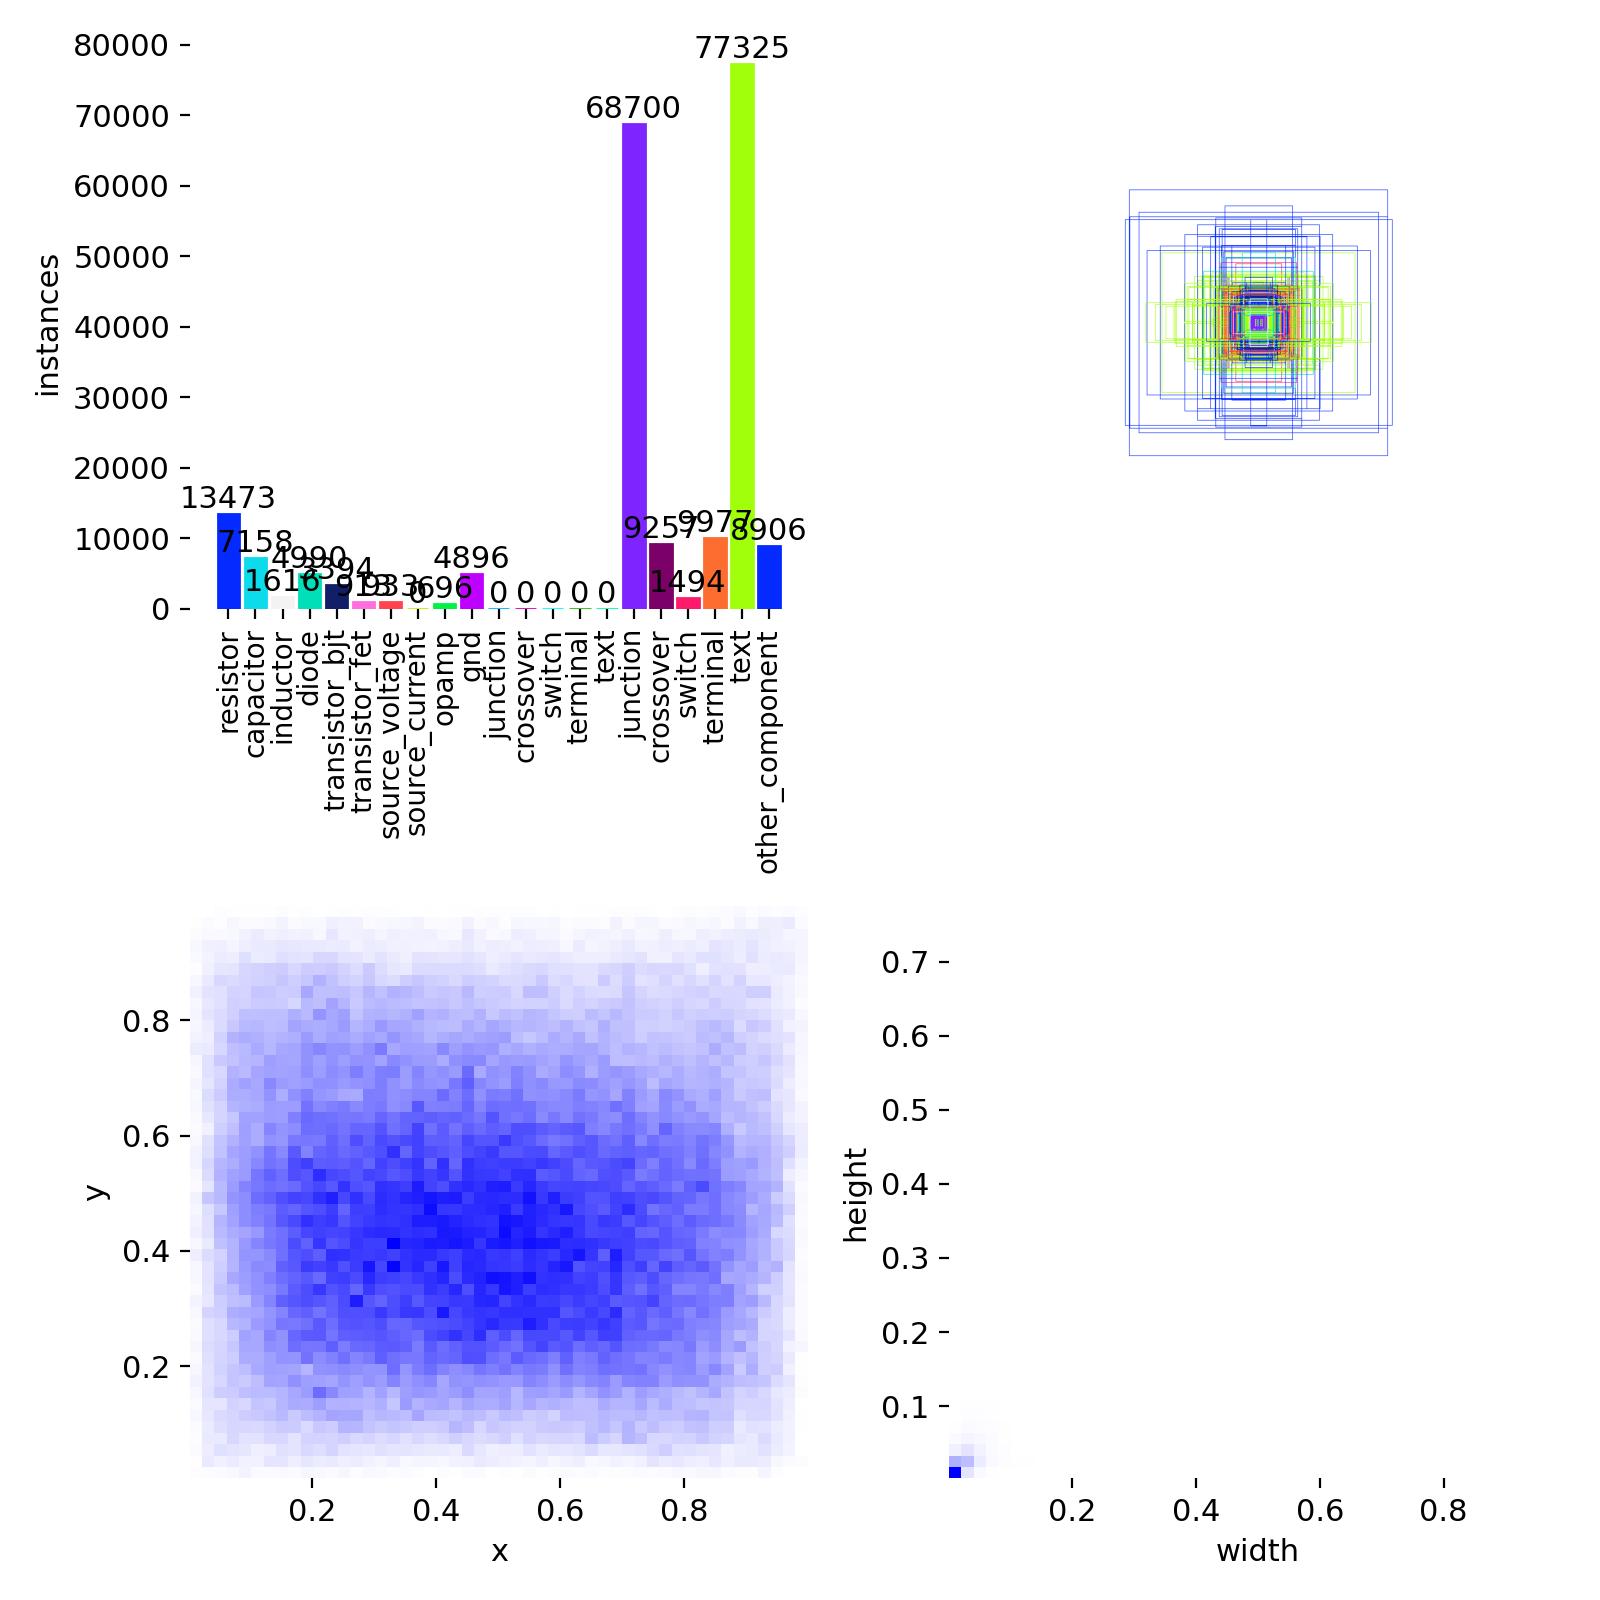 80000
70000
60000
50000
40000
30000
20000
10000
0
instances
13473
7158
1616
4990
3394
933
0
696
4896
0
0
0
0
0
68700
9257
1494
9977
77325
8906
resistor
capacitor
inductor
diode
transistor_bjt
transistor_fet
source_voltage
source_current
opamp
gnd
junction
crossover
switch
terminal
text
junction
crossover
switch
terminal
text
other_component
0.8
0.6
0.4
0.2
y
0.2
0.4
0.6
0.8
x
0.7
0.6
0.5
0.4
0.3
0.2
0.1
height
0.2
0.4
0.6
0.8
width